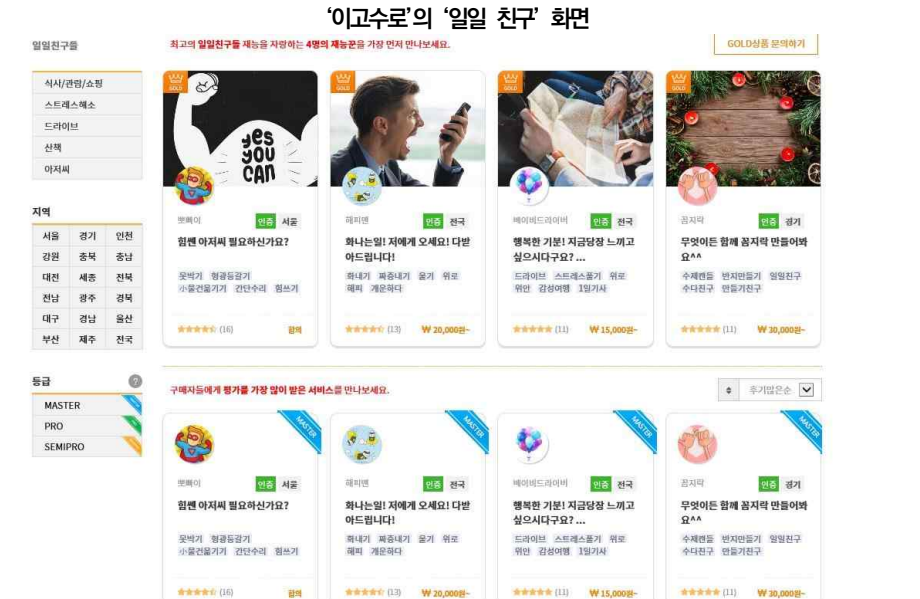 ‘이고수로’의 ‘일일 친구’ 화면
일일친구들
최고의 일일친구들 재능을 자랑하는 4명의 재능꾼을 가장 먼저 만나보세요.
GOLD상품 문의하기
식사/관람/쇼핑
스트레스해소
드라이브
산책
아저씨
지역
서울 경기 인천
강원 충북 충남
대전 세종 전북
전남 광주 경북
대구 경남 울산
부산 제주 전국
등급 ?
MASTER
PRO
SEMIPRO
GOLD
yes
you
CAN
뽀빠이 인증 서울
힘쎈 아저씨 필요하신가요?
못박기 형광등갈기
小물건옮기기 간단수리 힘쓰기
(16) 협의
GOLD
해피맨 인증 전국
화나는일! 저에게 오세요! 다받
아드립니다!
화내기 짜증내기 울기 위로
해피 개운하다
(13) ₩ 20,000원~
GOLD
베이비드라이버 인증 전국
행복한 기분! 지금당장 느끼고
싶으시다구요? ...
드라이브 스트레스풀기 위로
위안 감성여행 1일기사
(11) ₩ 15,000원~
GOLD
꼼지락 인증 경기
무엇이든 함께 꼼지락 만들어봐
요^^
수제캔들 반지만들기 일일친구
수다친구 만들기친구
(11) ₩ 30,000원~
구매자들에게 평가를 가장 많이 받은 서비스를 만나보세요.
후기많은순
MASTER
뽀빠이 인증 서울
힘쎈 아저씨 필요하신가요?
못박기 형광등갈기
小물건옮기기 간단수리 힘쓰기
(16) 협의
MASTER
해피맨 인증 전국
화나는일! 저에게 오세요! 다받
아드립니다!
화내기 짜증내기 울기 위로
해피 개운하다
(13) ₩ 20,000원~
MASTER
베이비드라이버 인증 전국
행복한 기분! 지금당장 느끼고
싶으시다구요? ...
드라이브 스트레스풀기 위로
위안 감성여행 1일기사
(11) ₩ 15,000원~
MASTER
꼼지락 인증 경기
무엇이든 함께 꼼지락 만들어봐
요^^
수제캔들 반지만들기 일일친구
수다친구 만들기친구
(11) ₩ 30,000원~